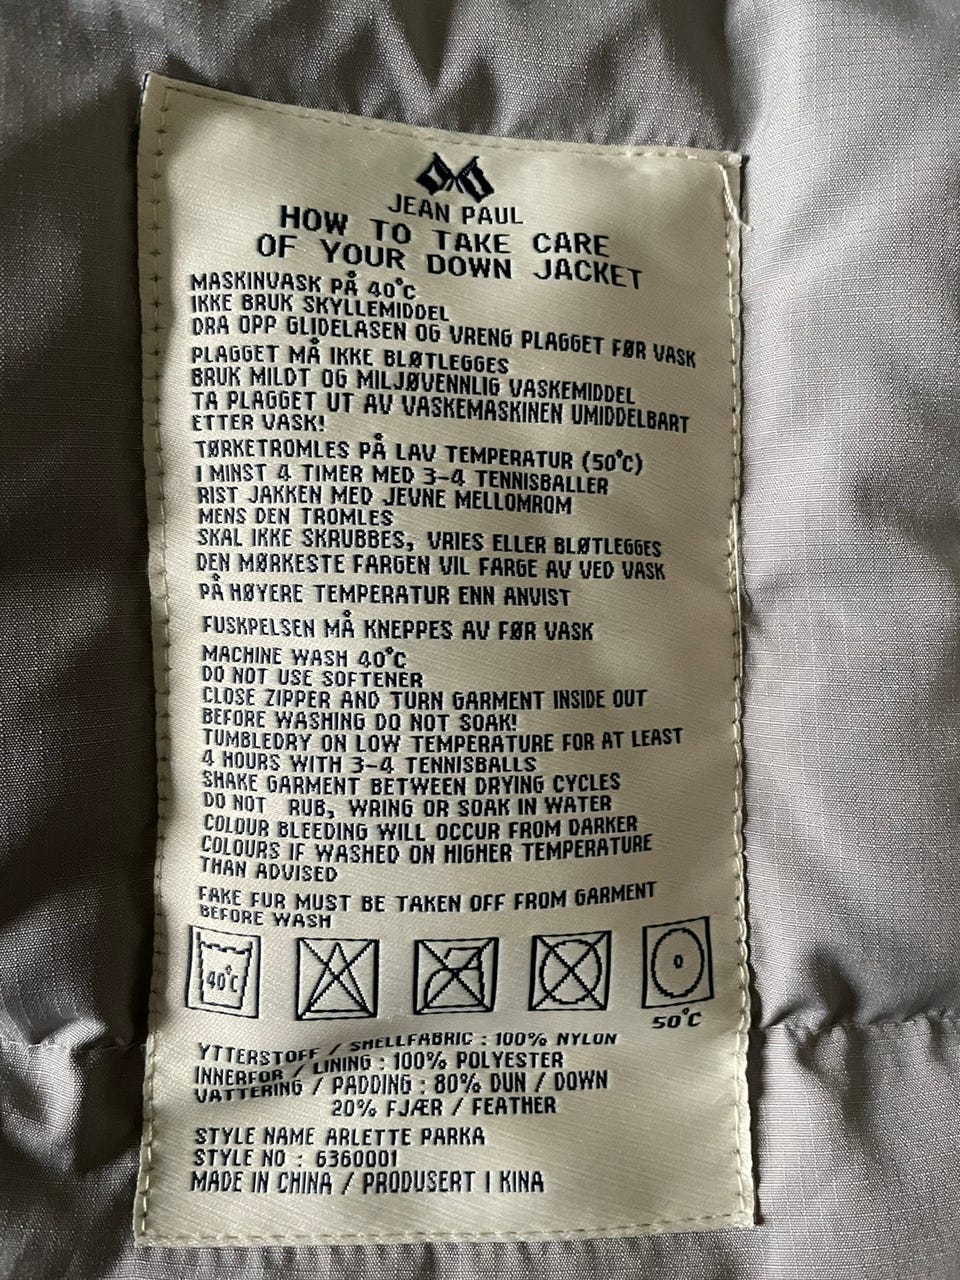 JEAN PAUL
HOW TO TAKE CARE
OF YOUR DOWN JACKET
MASKINVASK PÅ 40°C
IKKE BRUK SKYLLEMIDDEL
DRA OPP GLIDELASEN OG VRENG PLAGGET FØR VASK
PLAGGET MÅ IKKE BLØTLEGGES
BRUK MILDT OG MILJØVENNLIG VASKEMIDDEL
TA PLAGGET UT AV VASKEMASKINEN UMIDDELBART
ETTER VASK!
TØRKETROMLES PÅ LAV TEMPERATUR (50°C)
I MINST 4 TIMER MED 3-4 TENNISBALLER
RIST JAKKEN MED JEVNE MELLOMROM
MENS DEN TROMLES
SKAL IKKE SKRUBBES, VRIES ELLER BLØTLEGGES
DEN MØRKESTE FARGEN VIL FARGE AV VED VASK
PÅ HØYERE TEMPERATUR ENN ANVIST
FUSKPELSEN MÅ KNEPPES AV FØR VASK
MACHINE WASH 40°C
DO NOT USE SOFTENER
CLOSE ZIPPER AND TURN GARMENT INSIDE OUT
BEFORE WASHING DO NOT SOAK!
TUMBLEDRY ON LOW TEMPERATURE FOR AT LEAST
4 HOURS WITH 3-4 TENNISBALLS
SHAKE GARMENT BETWEEN DRYING CYCLES
DO NOT RUB, WRING OR SOAK IN WATER
COLOUR BLEEDING WILL OCCUR FROM DARKER
COLOURS IF WASHED ON HIGHER TEMPERATURE
THAN ADVISED
FAKE FUR MUST BE TAKEN OFF FROM GARMENT
BEFORE WASH
40°C
50°C
YTTERSTOFF / SHELLFABRIC : 100% NYLON
INNERFOR / LINING : 100% POLYESTER
VATTERING / PADDING : 80% DUN / DOWN
20% FJÆR / FEATHER
STYLE NAME ARLETTE PARKA
STYLE NO : 6360001
MADE IN CHINA / PRODUSERT I KINA